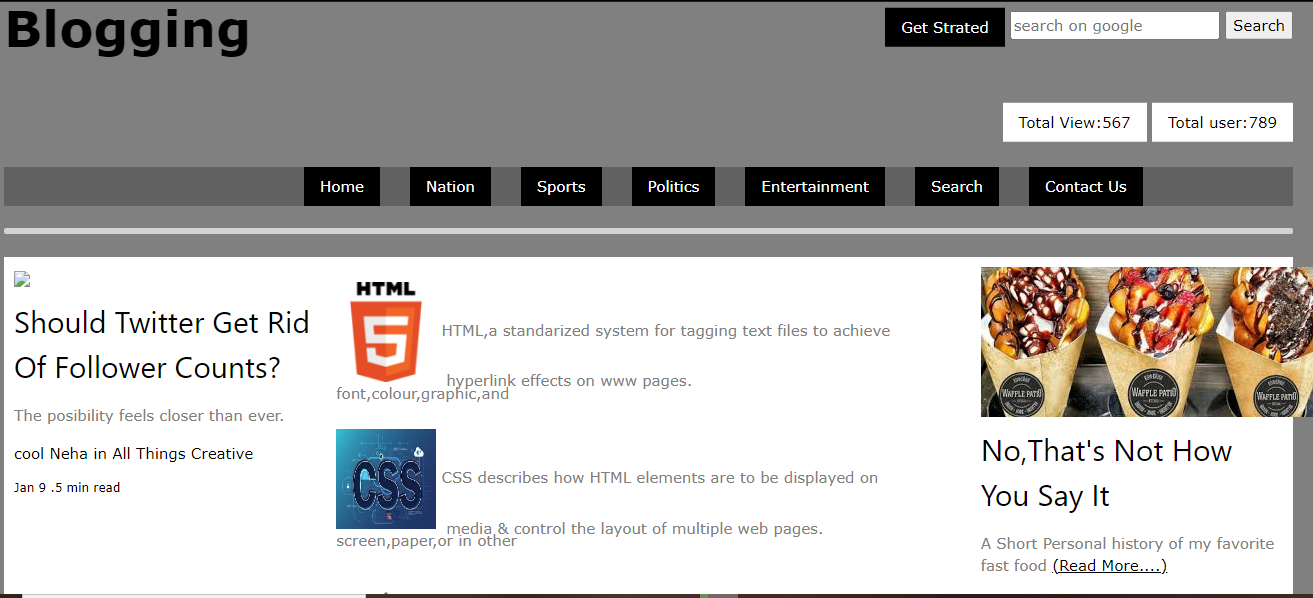 Blogging
Get Strated
search on google
Search
Total View:567
Total user:789
Home
Nation
Sports
Politics
Entertainment
Search
Contact Us
Should Twitter Get Rid
Of Follower Counts?
The posibility feels closer than ever.
cool Neha in All Things Creative
Jan 9 .5 min read
HTML
5
HTML,a standarized system for tagging text files to achieve
hyperlink effects on www pages.
font,colour,graphic,and
CSS
CSS describes how HTML elements are to be displayed on
media & control the layout of multiple web pages.
screen,paper,or in other
WAFFLE PATIO
WAFFLE PATIO
WAFFLE PATIO
No,That's Not How
You Say It
A Short Personal history of my favorite
fast food (Read More....)